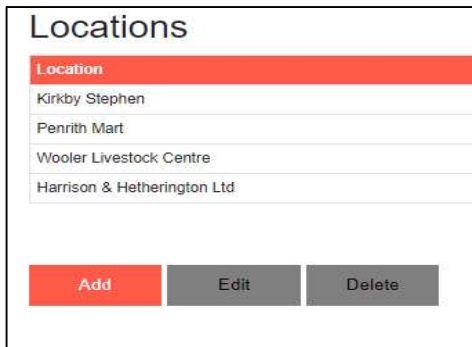 Locations
Location
Kirkby Stephen
Penrith Mart
Wooler Livestock Centre
Harrison & Hetherington Ltd
Add Edit Delete